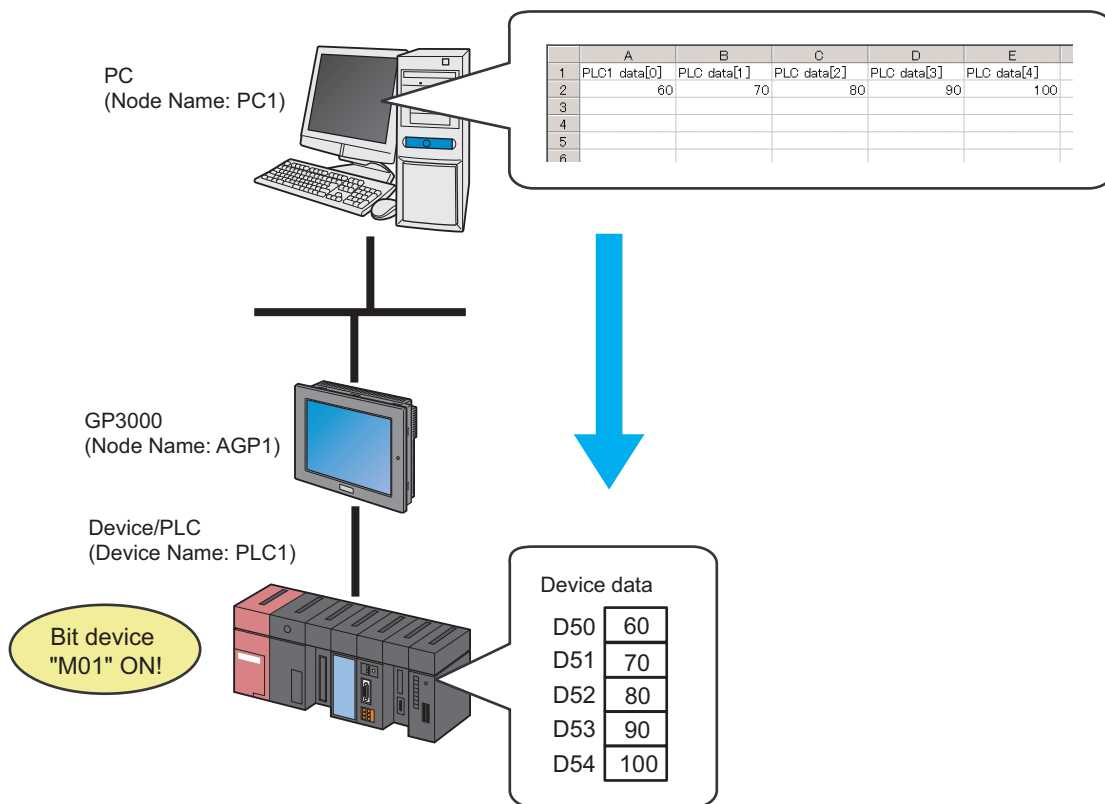 PC
(Node Name: PC1)
A B C D E
1 PLC1 data[0] PLC data[1] PLC data[2] PLC data[3] PLC data[4]
2 60 70 80 90 100
3
4
5
6
GP3000
(Node Name: AGP1)
Device/PLC
(Device Name: PLC1)
Bit device
"M01" ON!
Device data
D50 60
D51 70
D52 80
D53 90
D54 100